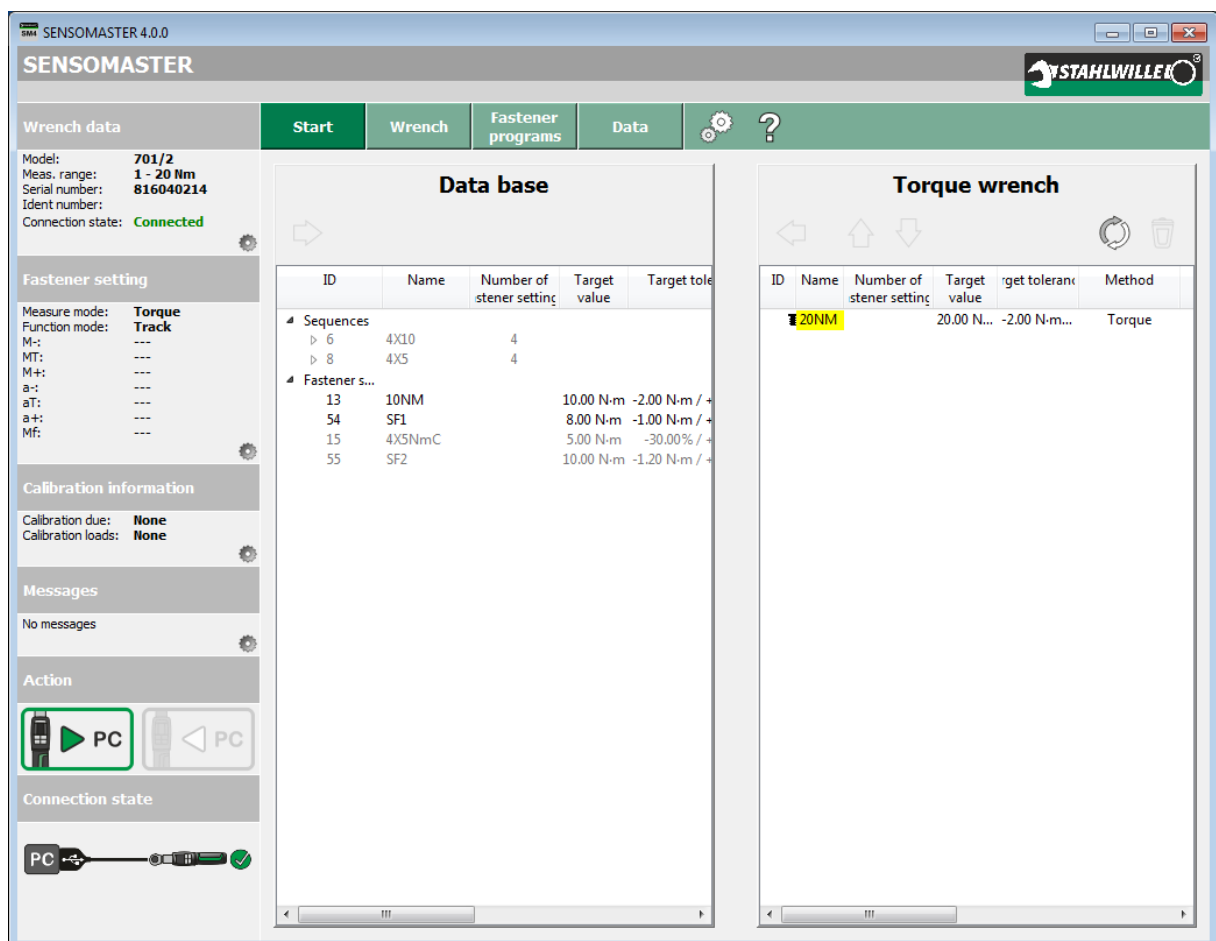 SM4 SENSOMASTER 4.0.0
SENSOMASTER
STAHLWILLE
Wrench data
Model: 701/2
Meas. range: 1 - 20 Nm
Serial number: 816040214
Ident number:
Connection state: Connected
Fastener setting
Measure mode: Torque
Function mode: Track
M-: ---
MT: ---
M+: ---
a-: ---
aT: ---
a+: ---
Mf: ---
Calibration information
Calibration due: None
Calibration loads: None
Messages
No messages
Action
PC
PC
Connection state
PC
Start Wrench Fastener programs Data ?
Data base
ID Name Number of stener setting Target value Target tole
Sequences
6 4X10 4
8 4X5 4
Fastener s...
13 10NM 10.00 N·m -2.00 N·m / +
54 SF1 8.00 N·m -1.00 N·m / +
15 4X5NmC 5.00 N·m -30.00% / +
55 SF2 10.00 N·m -1.20 N·m / +
Torque wrench
ID Name Number of stener setting Target value rget toleranc Method
20NM 20.00 N... -2.00 N·m... Torque